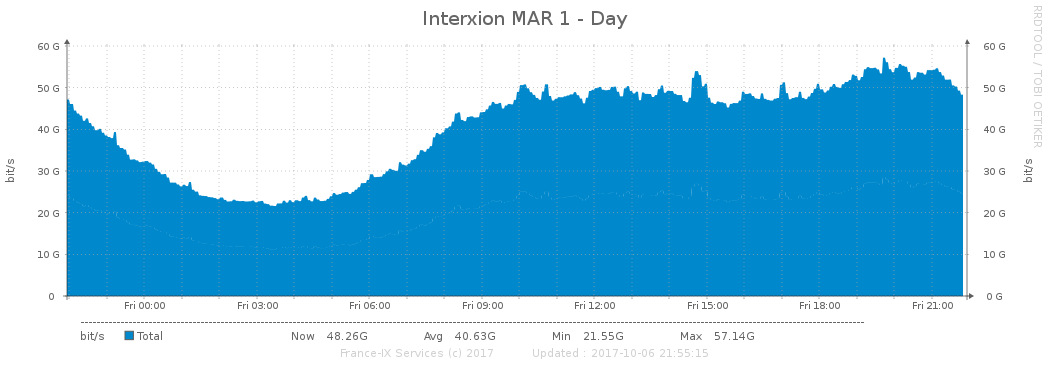 Interxion MAR 1 - Day
RRDTOOL / TOBI OETIKER
60 G 60 G
50 G 50 G
40 G 40 G
30 G 30 G
20 G 20 G
10 G 10 G
0 0 G
bit/s bit/s
Fri 00:00 Fri 03:00 Fri 06:00 Fri 09:00 Fri 12:00 Fri 15:00 Fri 18:00 Fri 21:00
bit/s Total Now 48.26G Avg 40.63G Min 21.55G Max 57.14G
France-IX Services (c) 2017 Updated : 2017-10-06 21:55:15